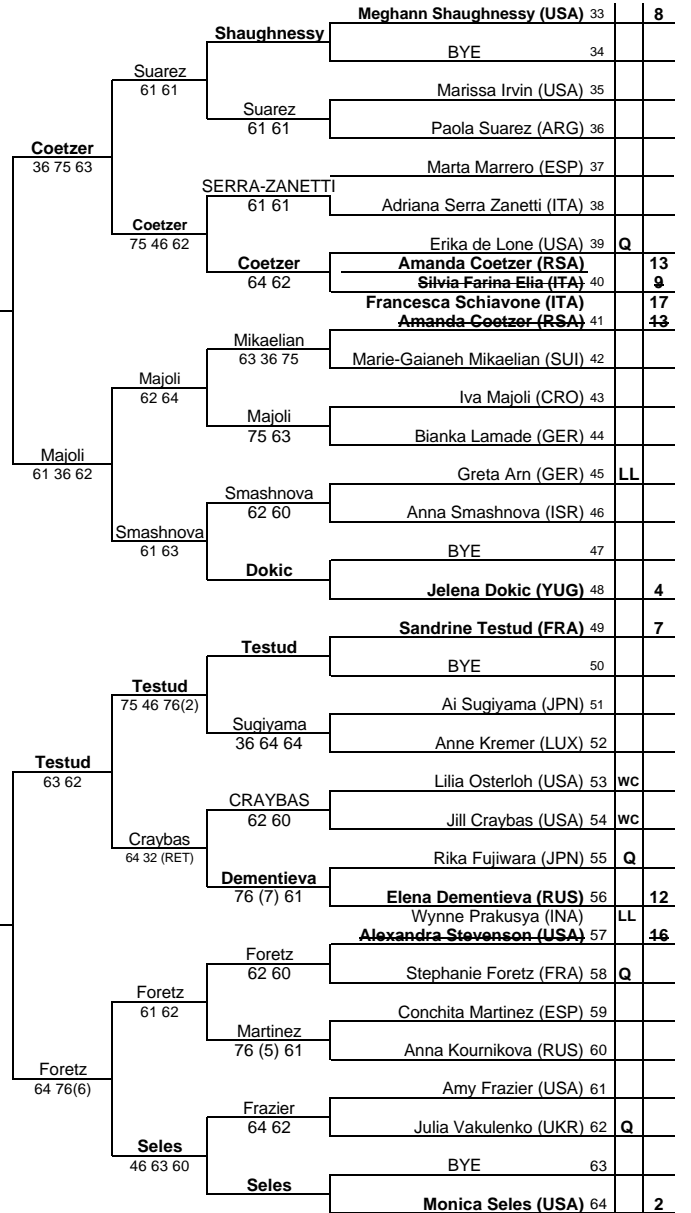 Meghann Shaughnessy (USA) 33 8
Shaughnessy
BYE 34
Suarez
61 61
Marissa Irvin (USA) 35
Suarez
61 61
Paola Suarez (ARG) 36
Coetzer
36 75 63
Marta Marrero (ESP) 37
SERRA-ZANETTI
61 61
Adriana Serra Zanetti (ITA) 38
Coetzer
75 46 62
Erika de Lone (USA) 39 Q
Coetzer
64 62
Amanda Coetzer (RSA) 13
Silvia Farina Elia (ITA) 40 9
Francesca Schiavone (ITA) 17
Amanda Coetzer (RSA) 41 13
Mikaelian
63 36 75
Marie-Gaianeh Mikaelian (SUI) 42
Majoli
62 64
Iva Majoli (CRO) 43
Majoli
75 63
Bianka Lamade (GER) 44
Majoli
61 36 62
Greta Arn (GER) 45 LL
Smashnova
62 60
Anna Smashnova (ISR) 46
Smashnova
61 63
BYE 47
Dokic
Jelena Dokic (YUG) 48 4
Sandrine Testud (FRA) 49 7
Testud
BYE 50
Testud
75 46 76(2)
Ai Sugiyama (JPN) 51
Sugiyama
36 64 64
Anne Kremer (LUX) 52
Testud
63 62
Lilia Osterloh (USA) 53 WC
CRAYBAS
62 60
Jill Craybas (USA) 54 WC
Craybas
64 32 (RET)
Rika Fujiwara (JPN) 55 Q
Dementieva
76 (7) 61
Elena Dementieva (RUS) 56 12
Wynne Prakusya (INA) LL
Alexandra Stevenson (USA) 57 16
Foretz
62 60
Stephanie Foretz (FRA) 58 Q
Foretz
61 62
Conchita Martinez (ESP) 59
Martinez
76 (5) 61
Anna Kournikova (RUS) 60
Foretz
64 76(6)
Amy Frazier (USA) 61
Frazier
64 62
Julia Vakulenko (UKR) 62 Q
Seles
46 63 60
BYE 63
Seles
Monica Seles (USA) 64 2